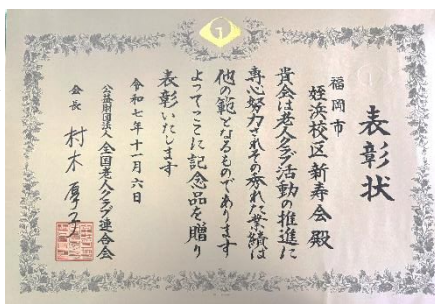 表彰状
福岡市
姪浜校区新寿会殿
貴会は老人クラブ活動の推進に
専心努力されその秀れた業績は
他の範となるものであります
よってここに記念品を贈り
表彰いたします
令和七年十一月六日
公益財団法人 全国老人クラブ連合会
会長 村木厚子